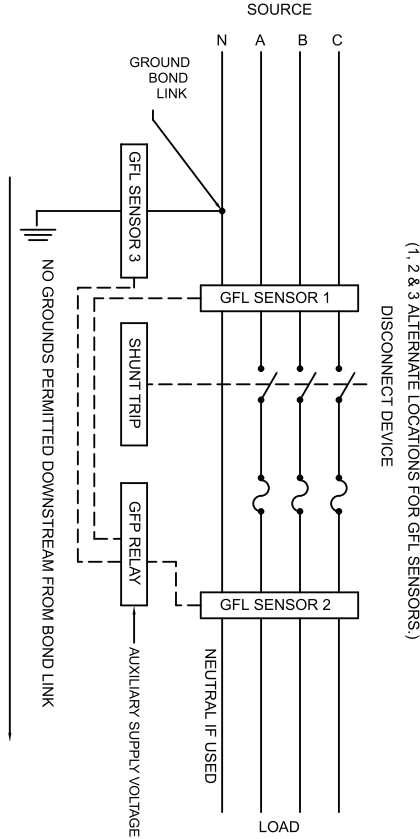 SOURCE
N A B C
GROUND
BOND
LINK
(1, 2 & 3 ALTERNATE LOCATIONS FOR GFL SENSORS.)
GFL SENSOR 3
GFL SENSOR 1
DISCONNECT DEVICE
NO GROUNDS PERMITTED DOWNSTREAM FROM BOND LINK
SHUNT TRIP
GFP RELAY
GFL SENSOR 2
AUXILIARY SUPPLY VOLTAGE
NEUTRAL IF USED
LOAD